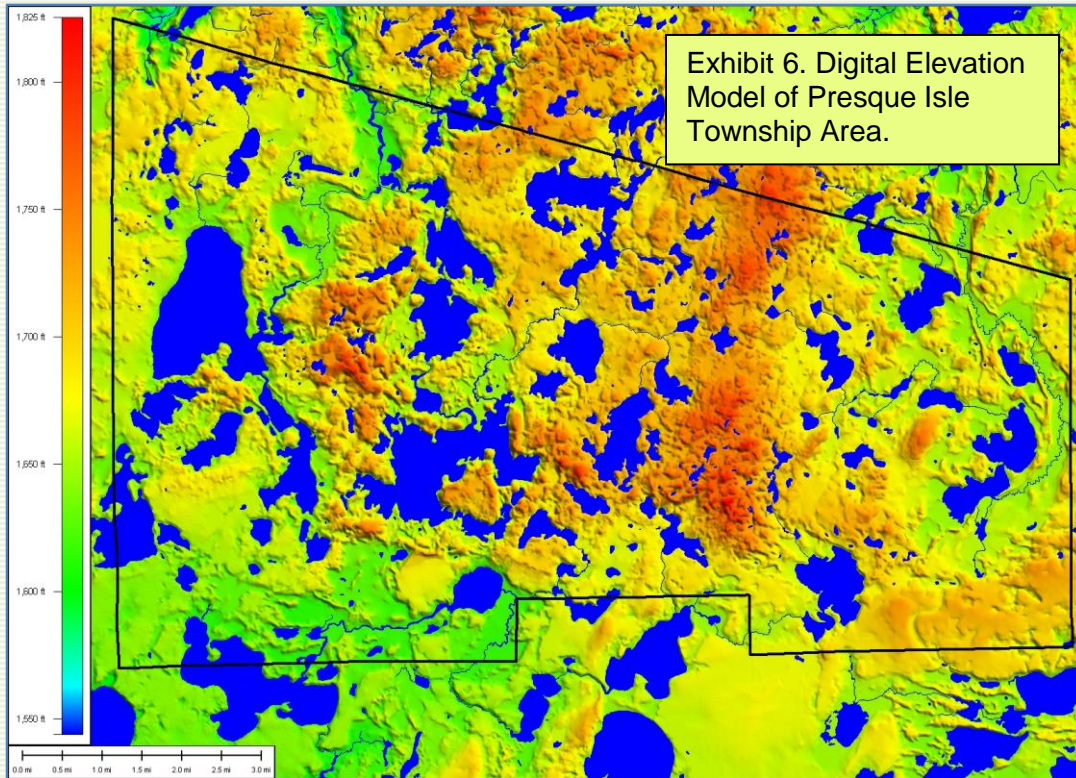 1,825 ft
1,800 ft
1,750 ft
1,700 ft
1,650 ft
1,600 ft
1,550 ft
Exhibit 6. Digital Elevation
Model of Presque Isle
Township Area.
0.0 mi 0.5 mi 1.0 mi 1.5 mi 2.0 mi 2.5 mi 3.0 mi